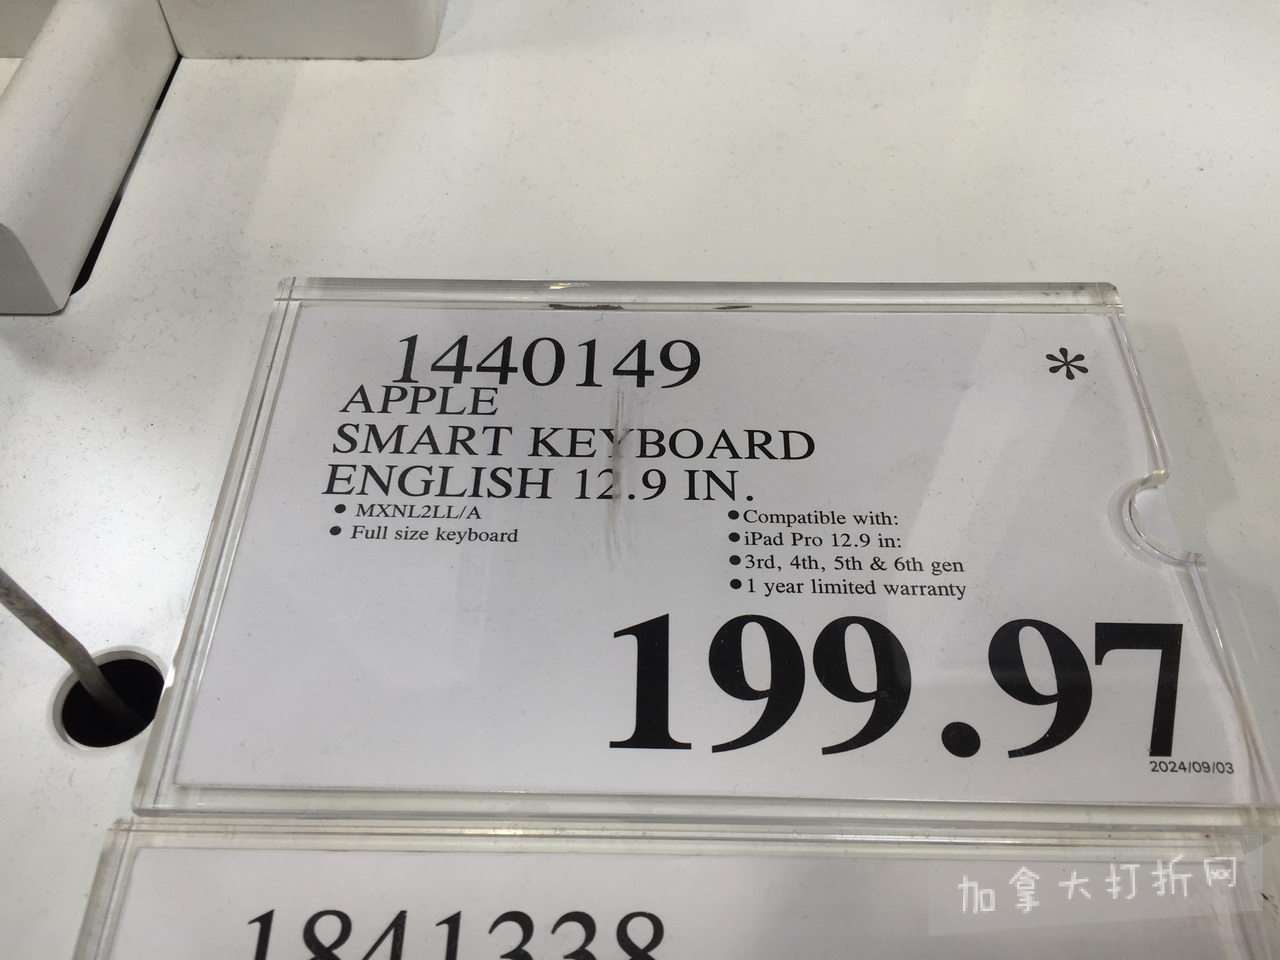 1440149
*
APPLE
SMART KEYBOARD
ENGLISH 12.9 IN.
● MXNL2LL/A
● Full size keyboard
●Compatible with:
●iPad Pro 12.9 in:
●3rd, 4th, 5th & 6th gen
●1 year limited warranty
199.97
2024/09/03
1841338
加拿大打折网